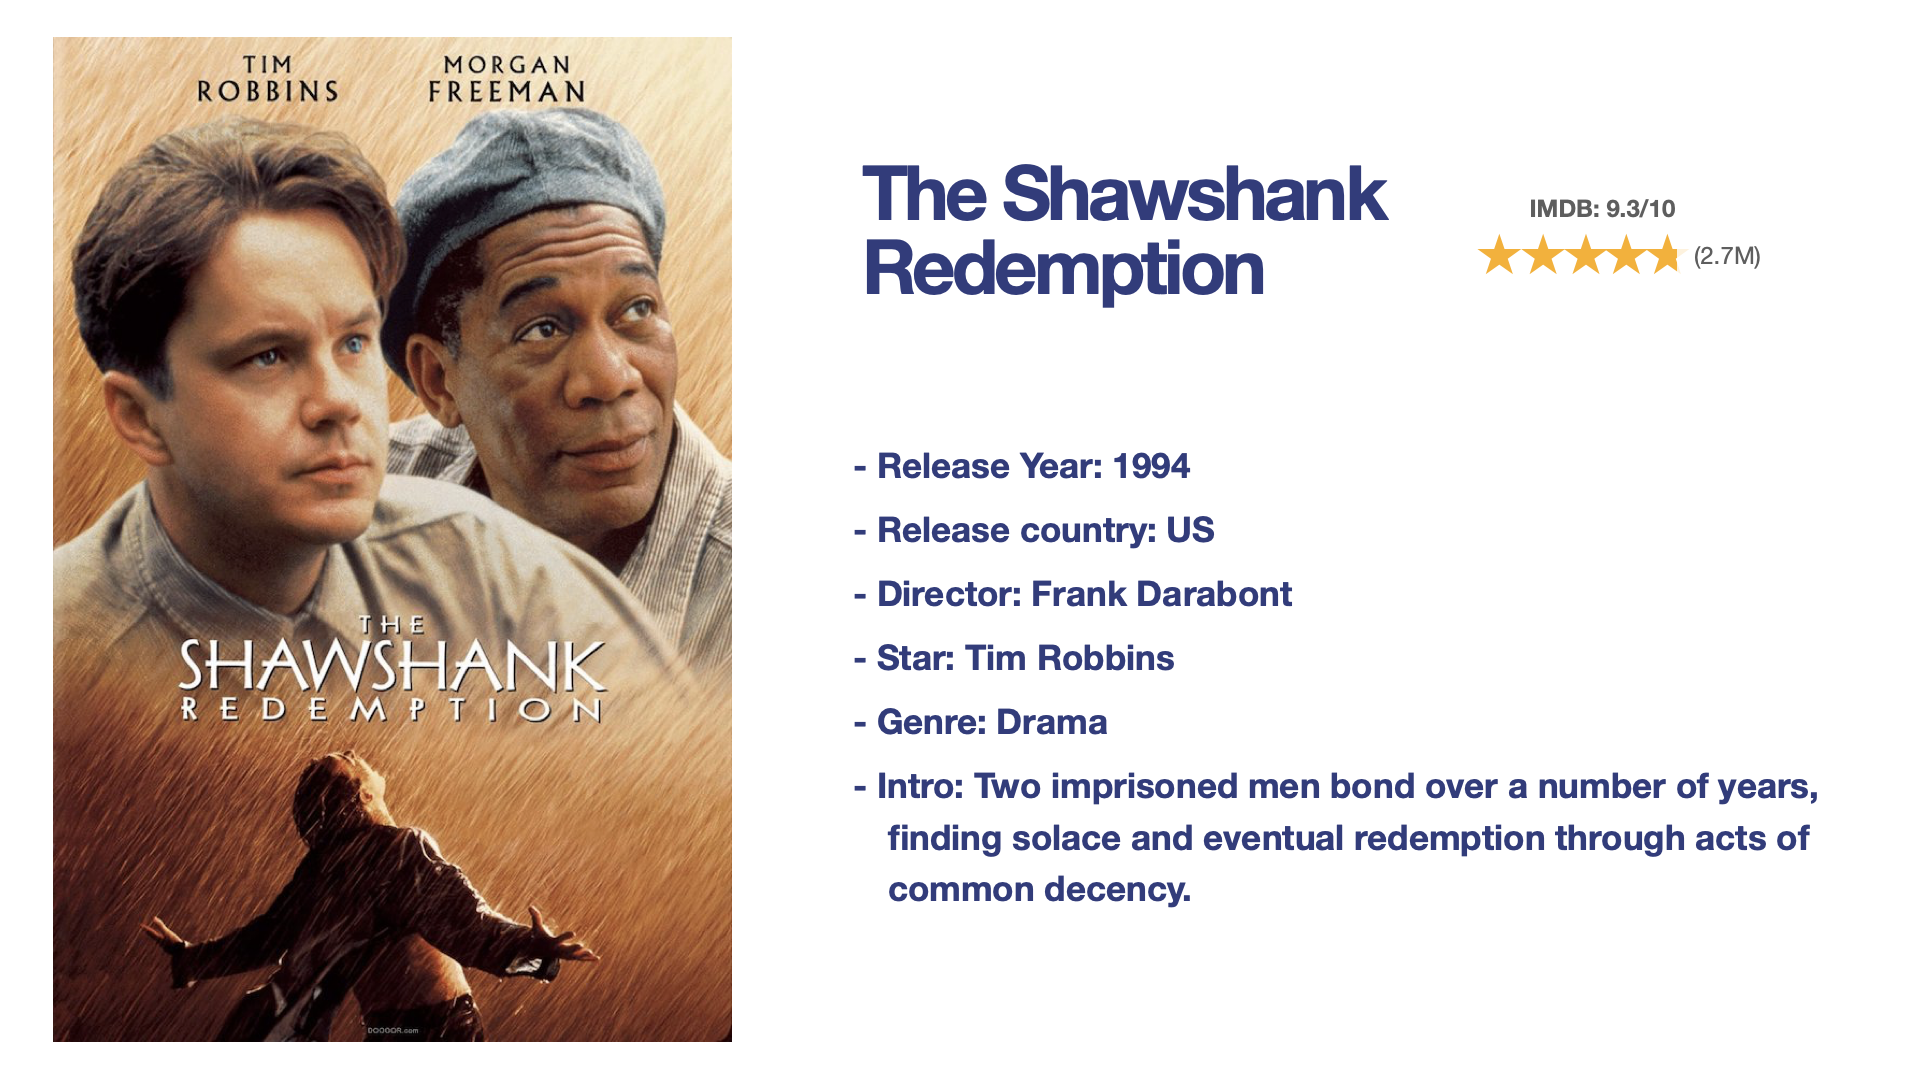 TIM
ROBBINS
MORGAN
FREEMAN
THE
SHAWSHANK
REDEMPTION
DOOOOR.com
The Shawshank
Redemption
IMDB: 9.3/10
(2.7M)
- Release Year: 1994
- Release country: US
- Director: Frank Darabont
- Star: Tim Robbins
- Genre: Drama
- Intro: Two imprisoned men bond over a number of years,
finding solace and eventual redemption through acts of
common decency.